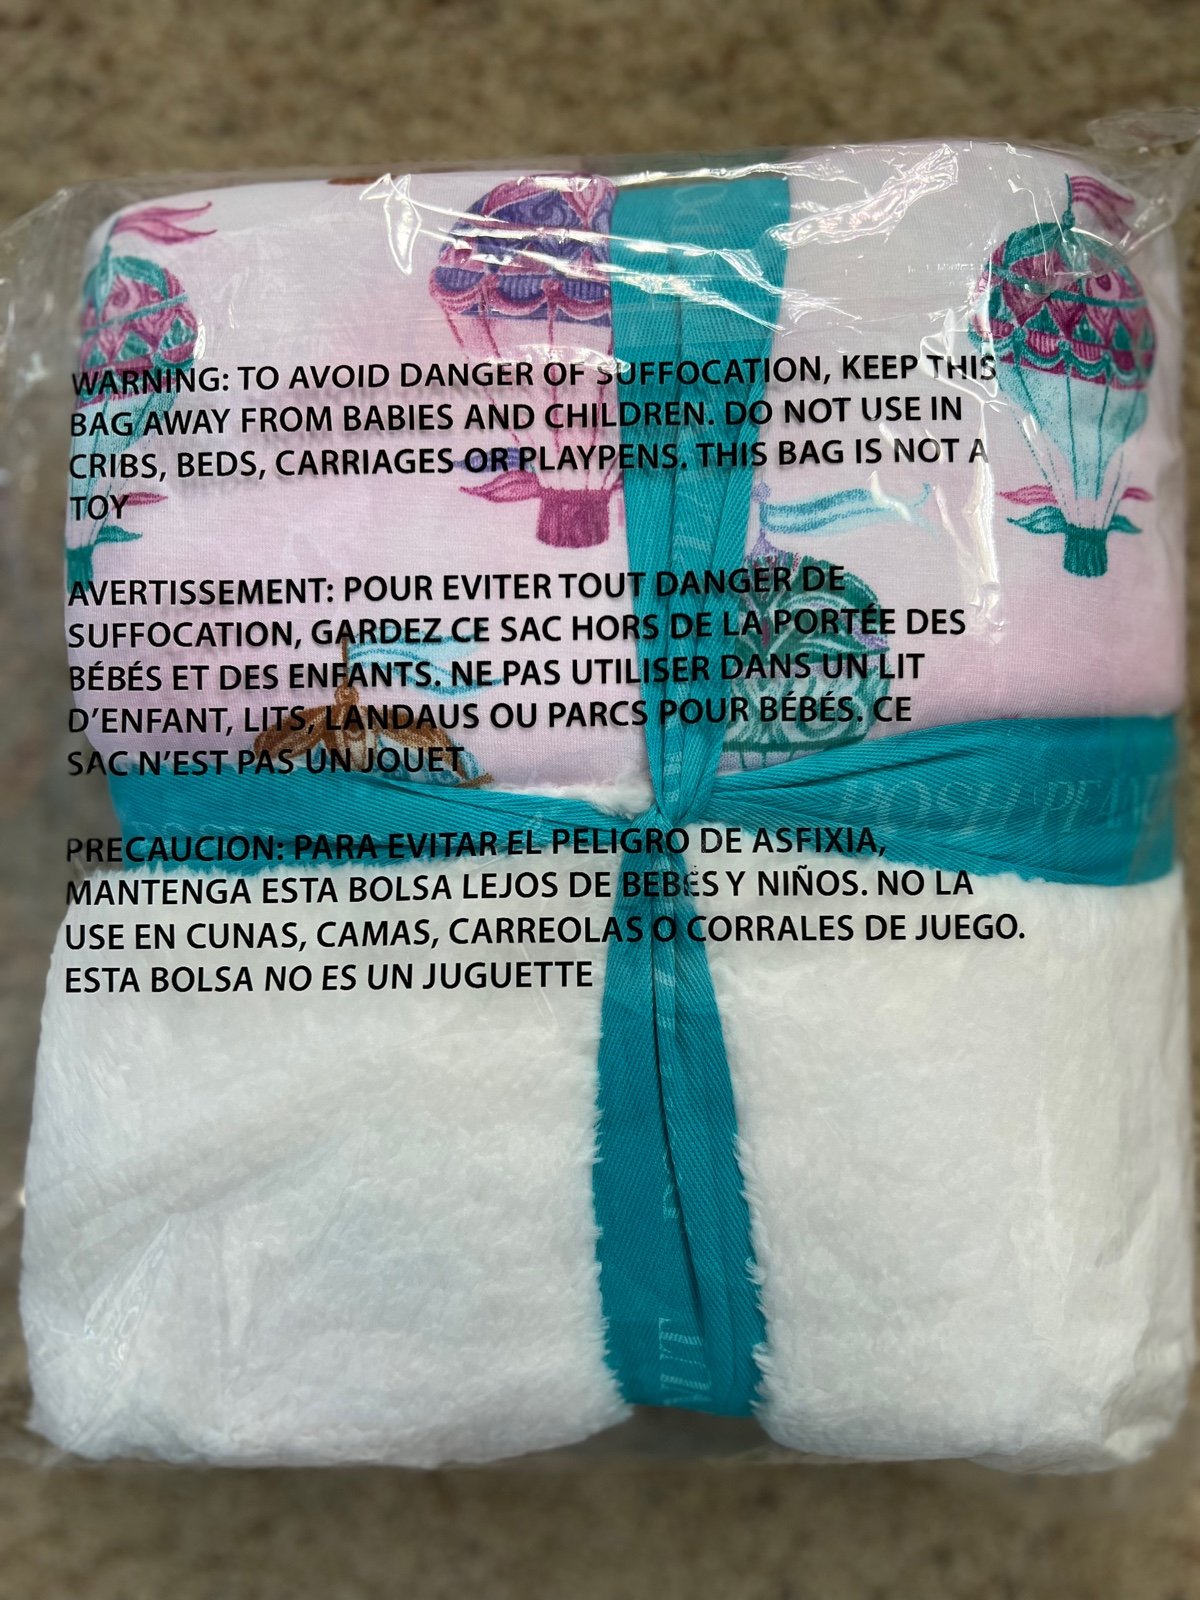 WARNING: TO AVOID DANGER OF SUFFOCATION, KEEP THIS
BAG AWAY FROM BABIES AND CHILDREN. DO NOT USE IN
CRIBS, BEDS, CARRIAGES OR PLAYPENS. THIS BAG IS NOT A
TOY
AVERTISSEMENT: POUR EVITER TOUT DANGER DE
SUFFOCATION, GARDEZ CE SAC HORS DE LA PORTÉE DES
BÉBÉS ET DES ENFANTS. NE PAS UTILISER DANS UN LIT
D'ENFANT, LITS, LANDAUS OU PARCS POUR BÉBÉS. CE
SAC N'EST PAS UN JOUET
POSH PEANUT
PRECAUCION: PARA EVITAR EL PELIGRO DE ASFIXIA,
MANTENGA ESTA BOLSA LEJOS DE BEBÉS Y NIÑOS. NO LA
USE EN CUNAS, CAMAS, CARREOLAS O CORRALES DE JUEGO.
ESTA BOLSA NO ES UN JUGUETTE